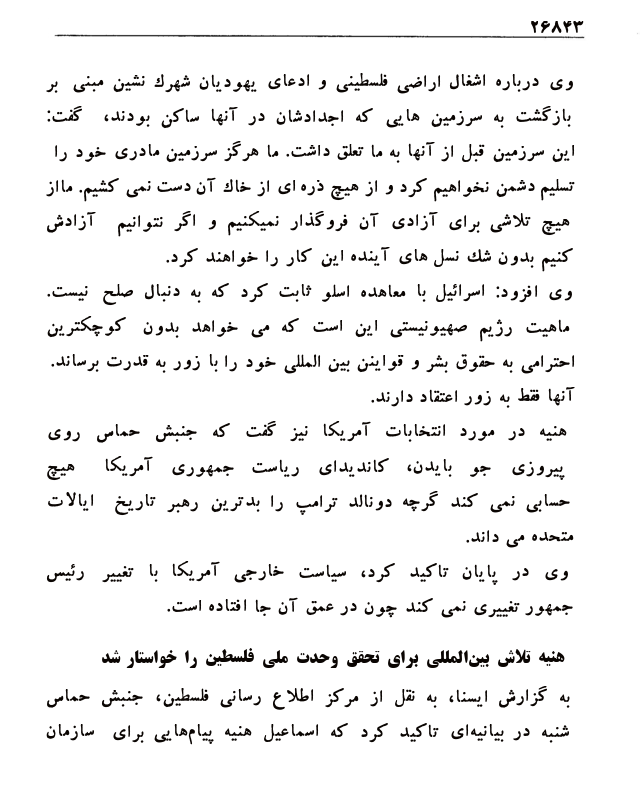 ۲۶۸۴۳
وی درباره اشغال اراضی فلسطینی و ادعای یهودیان شهرك نشین مبنی بر
بازگشت به سرزمین هایی که اجدادشان در آنها ساکن بودند، گفت:
این سرزمین قبل از آنها به ما تعلق داشت. ما هرگز سرزمین مادری خود را
تسلیم دشمن نخواهیم کرد و از هیچ ذره ای از خاك آن دست نمی کشیم. مااز
هیچ تلاشی برای آزادی آن فروگذار نمیکنیم و اگر نتوانیم آزادش
کنیم بدون شك نسل های آینده این کار را خواهند کرد.
وی افزود: اسرائیل با معاهده اسلو ثابت کرد که به دنبال صلح نیست.
ماهیت رژیم صهیونیستی این است که می خواهد بدون کوچکترین
احترامی به حقوق بشر و قواینن بین المللی خود را با زور به قدرت برساند.
آنها فقط به زور اعتقاد دارند.
هنیه در مورد انتخابات آمریکا نیز گفت که جنبش حماس روی
پیروزی جو بایدن، کاندیدای ریاست جمهوری آمریکا هیچ
حسابی نمی کند گرچه دونالد ترامپ را بدترین رهبر تاریخ ایالات
متحده می داند.
وی در پایان تاکید کرد، سیاست خارجی آمریکا با تغییر رئیس
جمهور تغییری نمی کند چون در عمق آن جا افتاده است.
هنیه تلاش بین‌المللی برای تحقق وحدت ملی فلسطین را خواستار شد
به گزارش ایسنا، به نقل از مرکز اطلاع رسانی فلسطین، جنبش حماس
شنبه در بیانیه‌ای تاکید کرد که اسماعیل هنیه پیام‌هایی برای سازمان